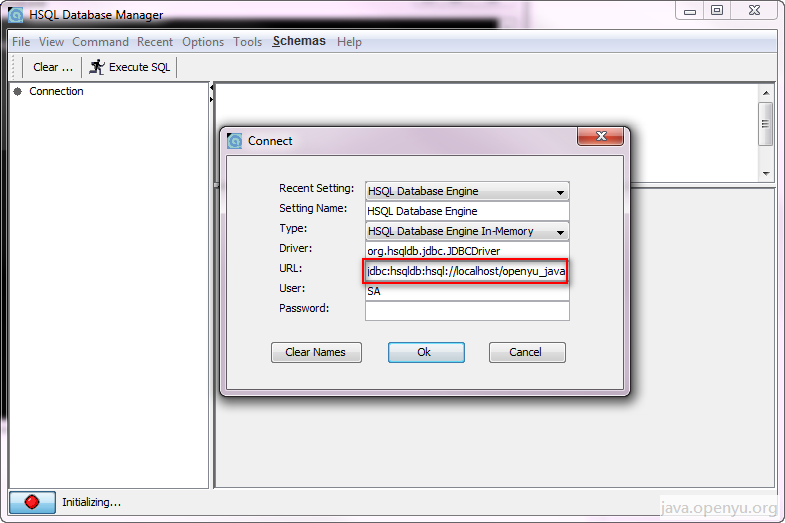 HSQL Database Manager
File View Command Recent Options Tools Schemas Help
Clear ... Execute SQL
Connection
Connect
Recent Setting: HSQL Database Engine
Setting Name: HSQL Database Engine
Type: HSQL Database Engine In-Memory
Driver: org.hsqldb.jdbc.JDBCDriver
URL: jdbc:hsqldb:hsql://localhost/openyu_java
User: SA
Password:
Clear Names Ok Cancel
Initializing...
java.openyu.org